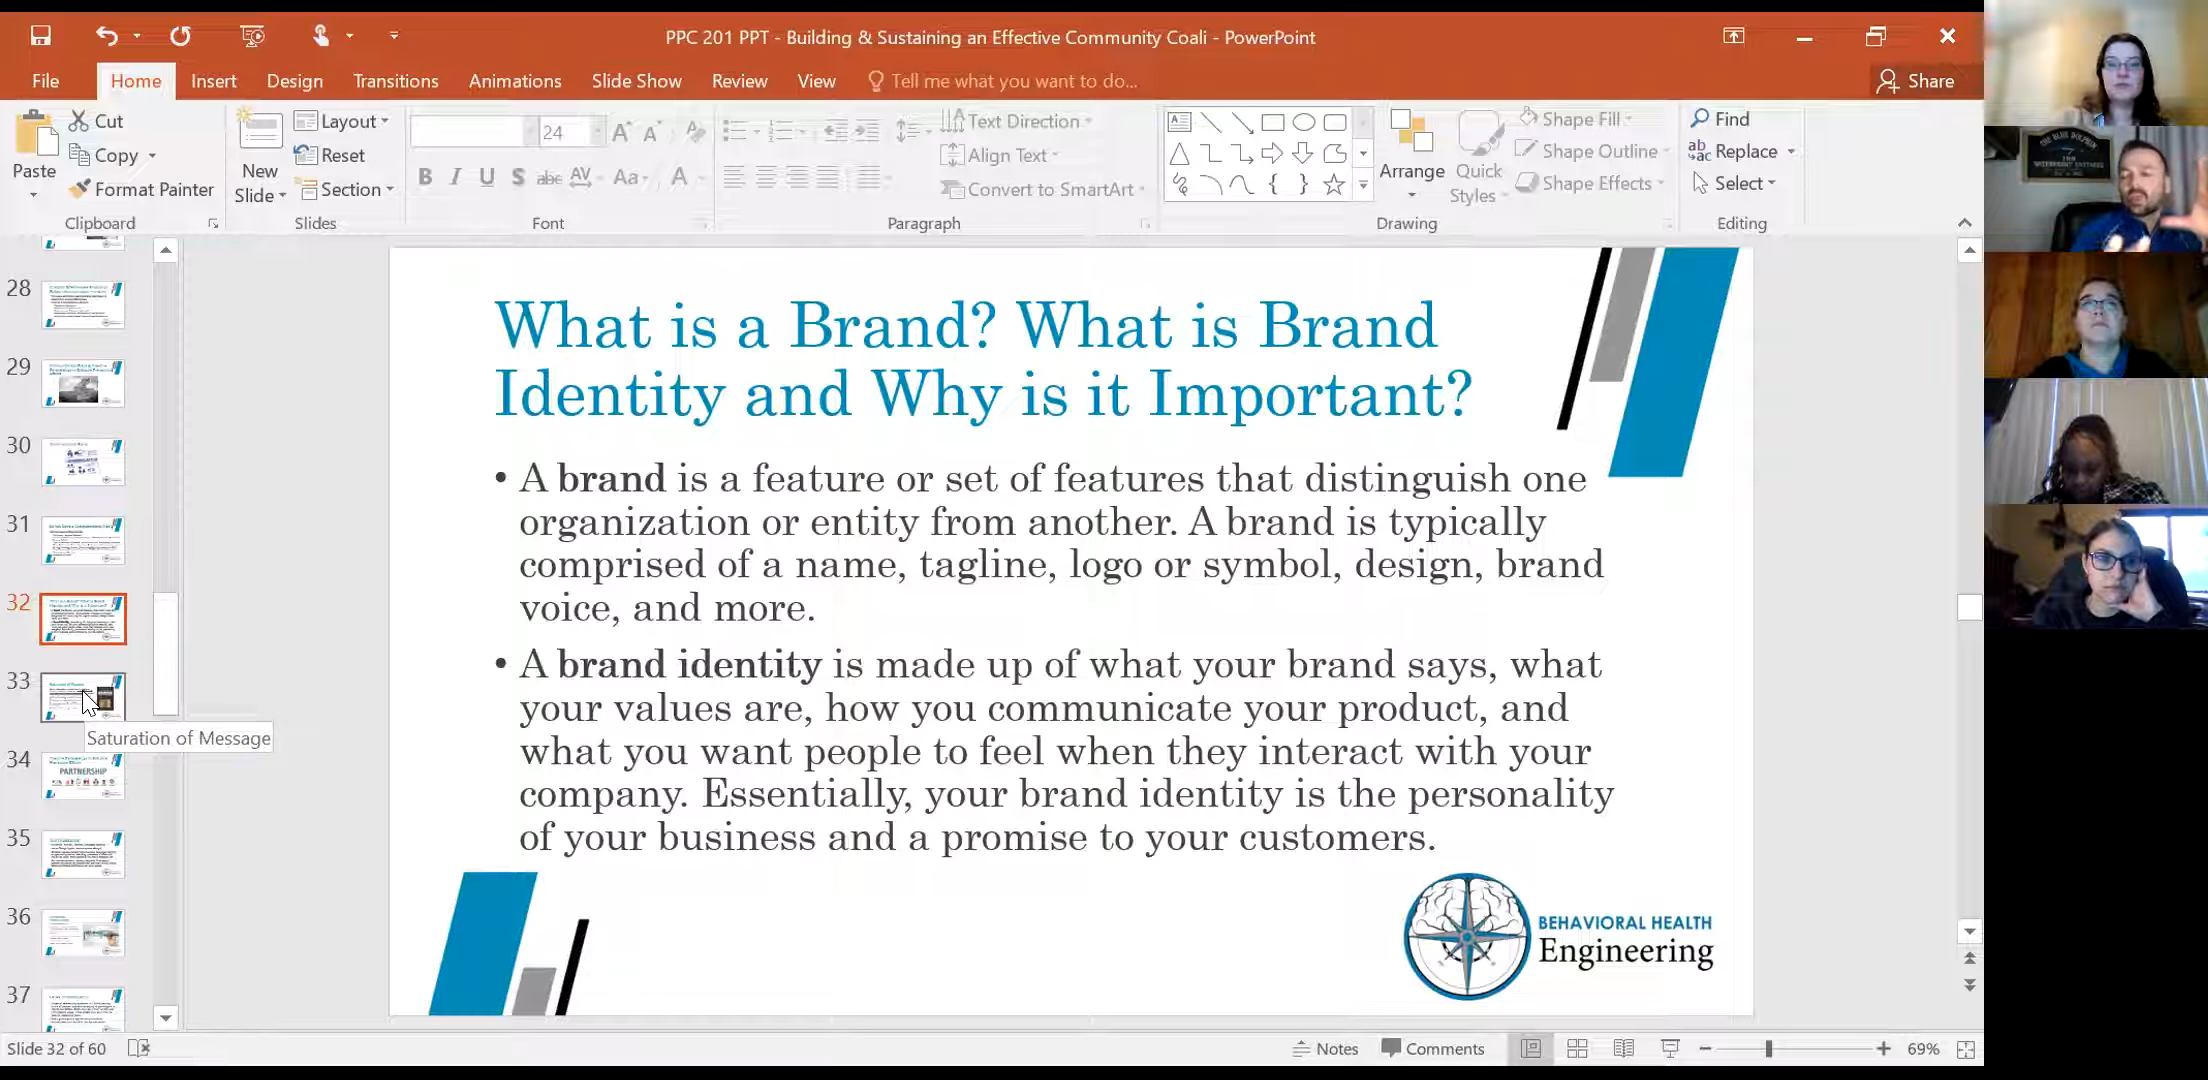 PPC 201 PPT - Building & Sustaining an Effective Community Coali - PowerPoint
File Home Insert Design Transitions Animations Slide Show Review View Tell me what you want to do... Share
Cut
Copy
Format Painter
Paste
Clipboard
New
Slide
Layout
Reset
Section
Slides
24
B I U S abc AV Aa A
Font
Text Direction
Align Text
Convert to SmartArt
Paragraph
Arrange
Quick
Styles
Shape Fill
Shape Outline
Shape Effects
Drawing
Find
Replace
Select
Editing
28
29
30
31
32
33
Saturation of Message
34
PARTNERSHIP
35
36
37
What is a Brand? What is Brand
Identity and Why is it Important?
• A brand is a feature or set of features that distinguish one
organization or entity from another. A brand is typically
comprised of a name, tagline, logo or symbol, design, brand
voice, and more.
• A brand identity is made up of what your brand says, what
your values are, how you communicate your product, and
what you want people to feel when they interact with your
company. Essentially, your brand identity is the personality
of your business and a promise to your customers.
BEHAVIORAL HEALTH
Engineering
THE BLUE DOLPHIN
INN
Slide 32 of 60
Notes Comments 69%